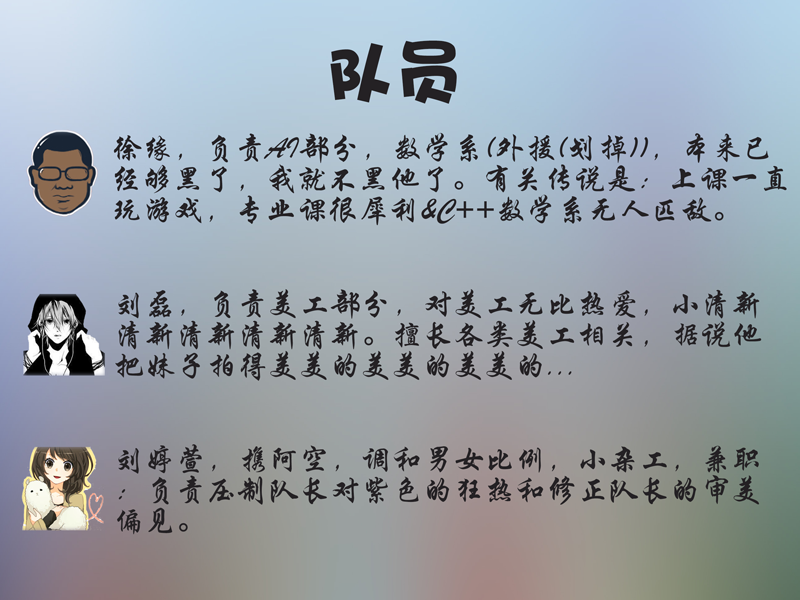 队员
徐缘，负责AI部分，数学系(外援(划掉))，本来已
经够黑了，我就不黑他了。有关传说是：上课一直
玩游戏，专业课很犀利&C++数学系无人匹敌。
刘磊，负责美工部分，对美工无比热爱，小清新
清新清新清新清新。擅长各类美工相关，据说他
把妹子拍得美美的美美的美美的...
刘婷萱，携阿空，调和男女比例，小杂工，兼职
：负责压制队长对紫色的狂热和修正队长的审美
偏见。